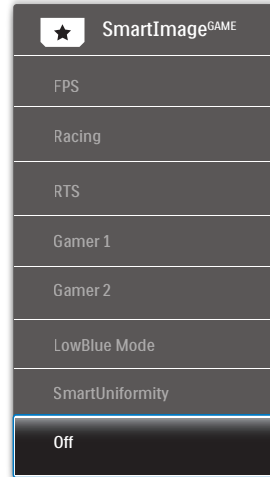 SmartImageGAME
FPS
Racing
RTS
Gamer 1
Gamer 2
LowBlue Mode
SmartUniformity
Off